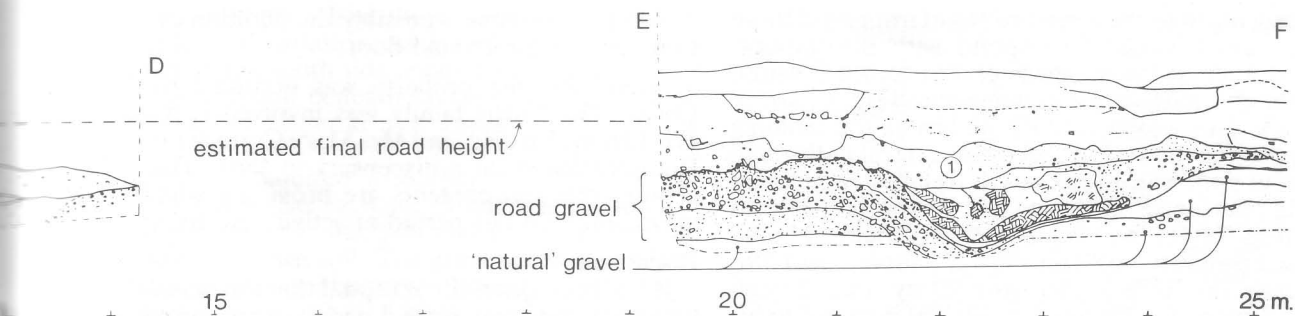 D
E
F
estimated final road height
1
road gravel
'natural' gravel
15
20
25 m.